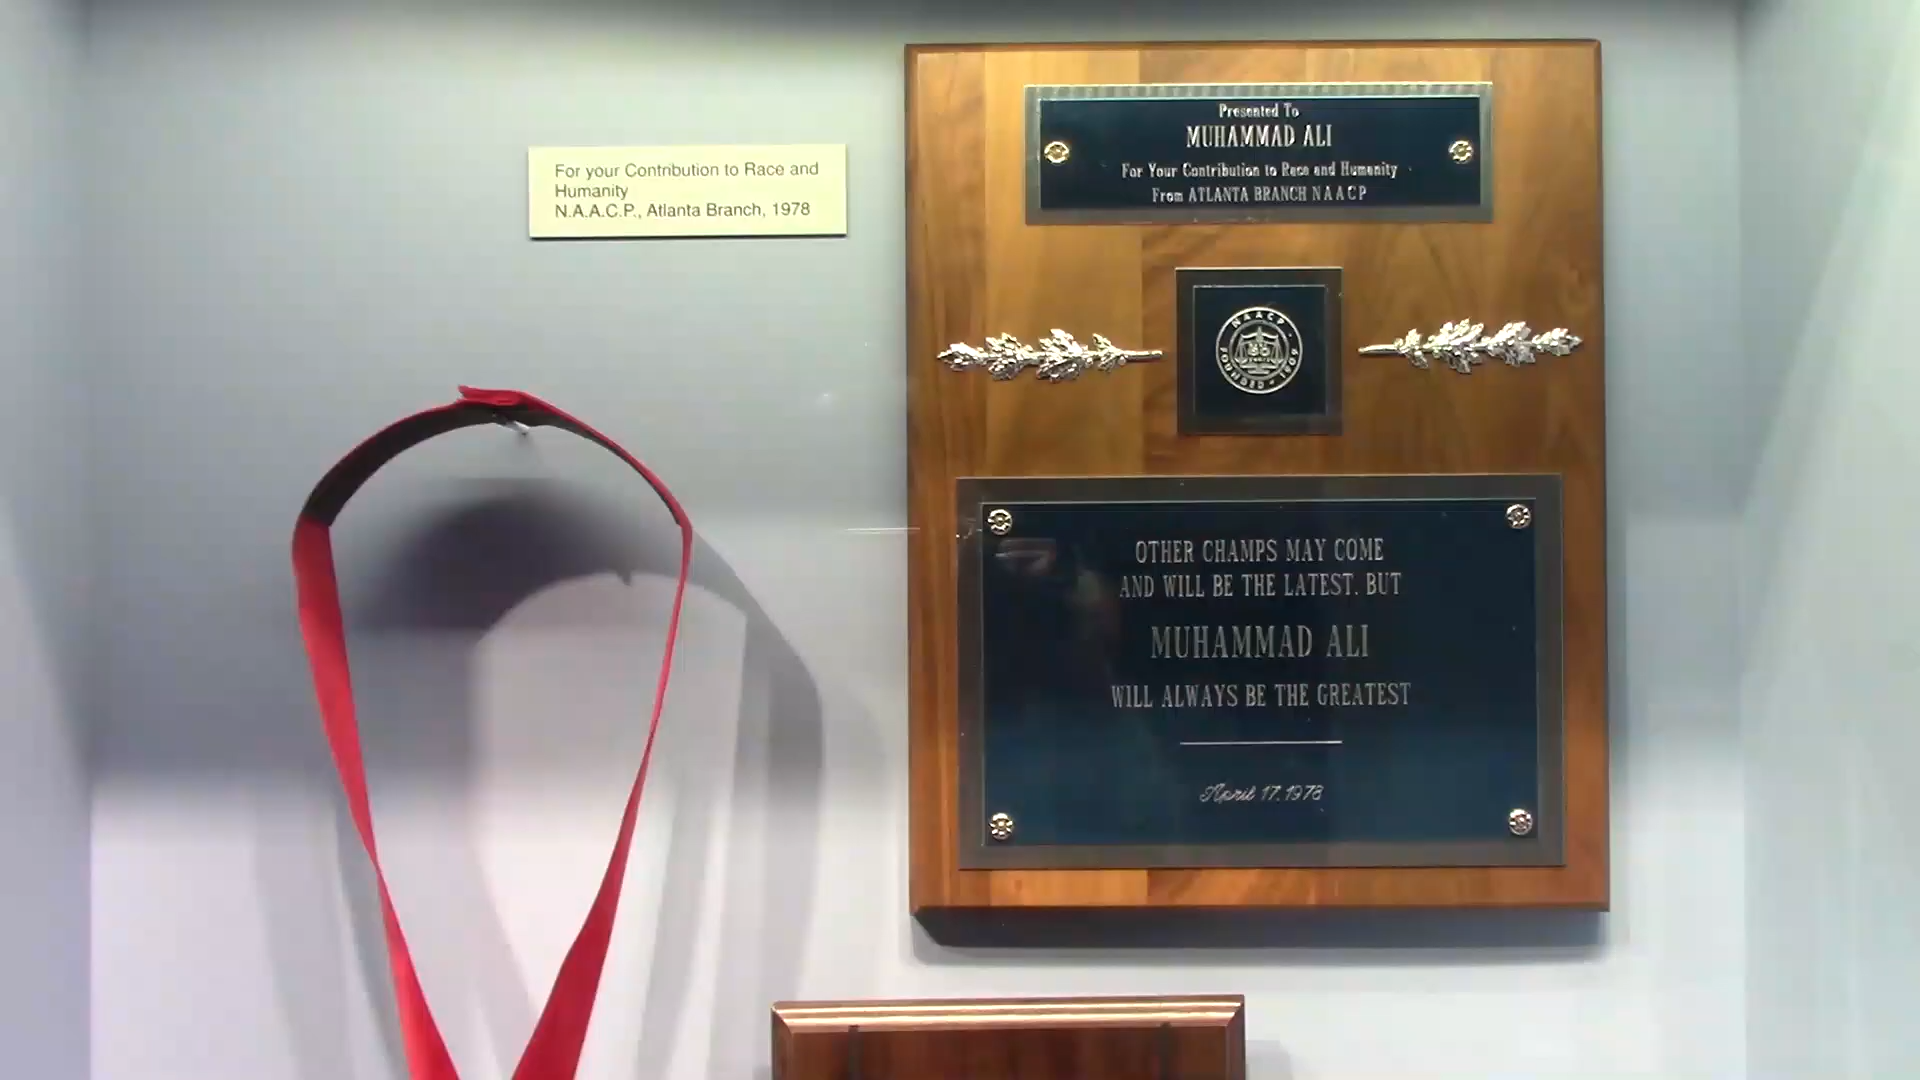 For your Contribution to Race and
Humanity
N.A.A.C.P., Atlanta Branch, 1978
Presented To
MUHAMMAD ALI
For Your Contribution to Race and Humanity
From ATLANTA BRANCH N A A C P
NAACP
FOUNDED 1909
OTHER CHAMPS MAY COME
AND WILL BE THE LATEST. BUT
MUHAMMAD ALI
WILL ALWAYS BE THE GREATEST
April 17, 1978